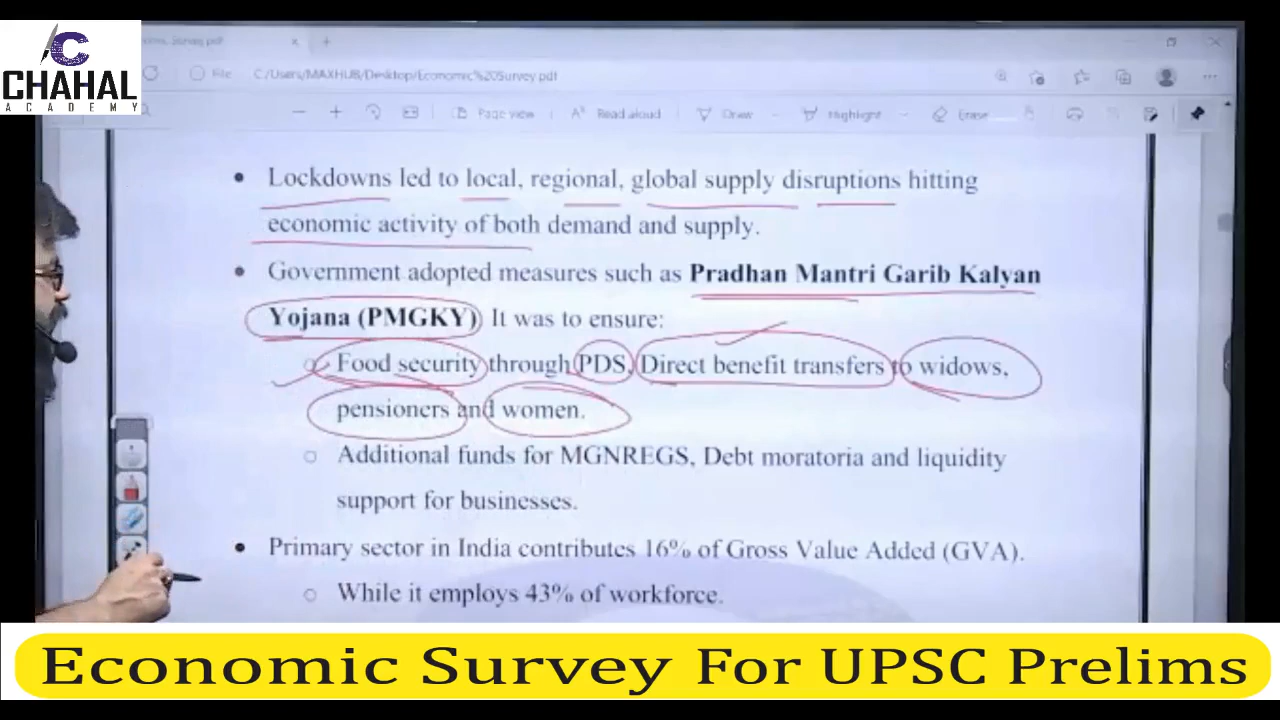 C
CHAHAL
ACADEMY
Survey.pdf
File
C:/Users/MAXHUB/Desktop/Economic%20Survey.pdf
Page view
Read aloud
Draw
Highlight
Erase
Lockdowns led to local, regional, global supply disruptions hitting
economic activity of both demand and supply.
Government adopted measures such as Pradhan Mantri Garib Kalyan
Yojana (PMGKY) It was to ensure:
Food security through PDS, Direct benefit transfers to widows,
pensioners and women.
Additional funds for MGNREGS, Debt moratoria and liquidity
support for businesses.
Primary sector in India contributes 16% of Gross Value Added (GVA).
While it employs 43% of workforce.
Economic Survey For UPSC Prelims